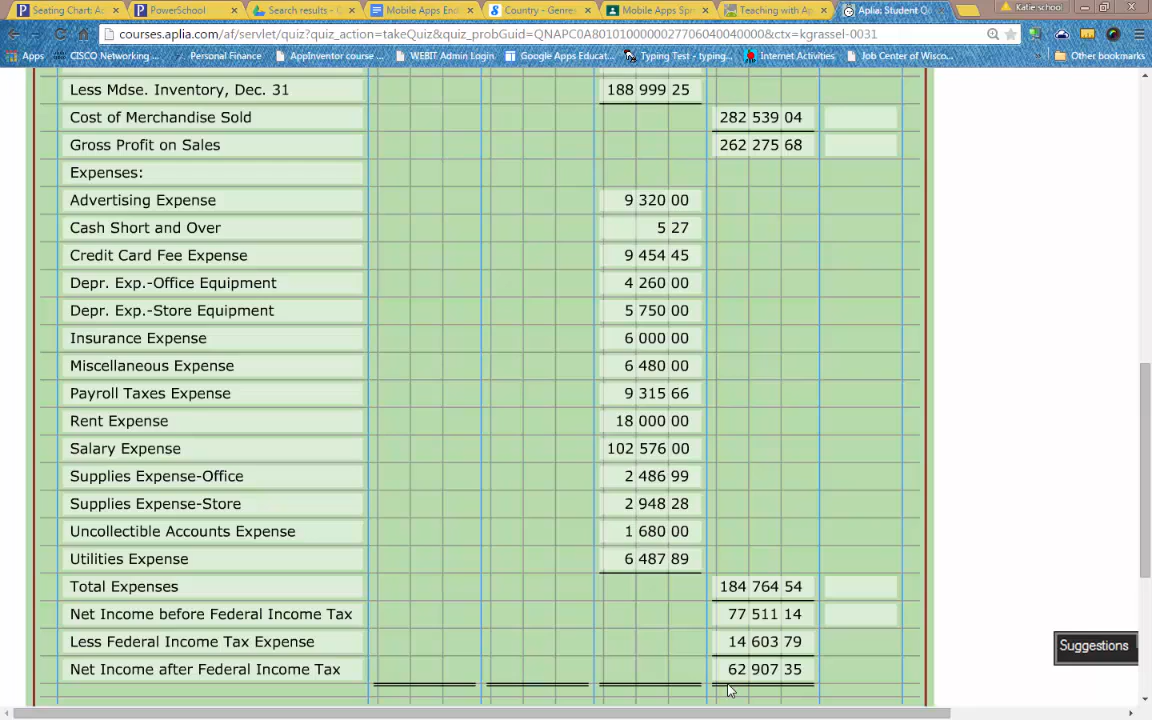 Seating Chart: Ac
PowerSchool
Search results -
Mobile Apps End
Country - Genres
Mobile Apps Spr
Teaching with Ap
Aplia: Student Q
Katie-school
courses.aplia.com/af/servlet/quiz?quiz_action=takeQuiz&quiz_probGuid=QNAPC0A8010100000027706040040000&ctx=kgrassel-0031
Apps CISCO Networking ... Personal Finance AppInventor course ... WEBIT Admin Login Google Apps Educat... Typing Test - typing... Internet Activities Job Center of Wisco... Other bookmarks
Less Mdse. Inventory, Dec. 31 188 999 25
Cost of Merchandise Sold 282 539 04
Gross Profit on Sales 262 275 68
Expenses:
Advertising Expense 9 320 00
Cash Short and Over 5 27
Credit Card Fee Expense 9 454 45
Depr. Exp.-Office Equipment 4 260 00
Depr. Exp.-Store Equipment 5 750 00
Insurance Expense 6 000 00
Miscellaneous Expense 6 480 00
Payroll Taxes Expense 9 315 66
Rent Expense 18 000 00
Salary Expense 102 576 00
Supplies Expense-Office 2 486 99
Supplies Expense-Store 2 948 28
Uncollectible Accounts Expense 1 680 00
Utilities Expense 6 487 89
Total Expenses 184 764 54
Net Income before Federal Income Tax 77 511 14
Less Federal Income Tax Expense 14 603 79
Net Income after Federal Income Tax 62 907 35
Suggestions